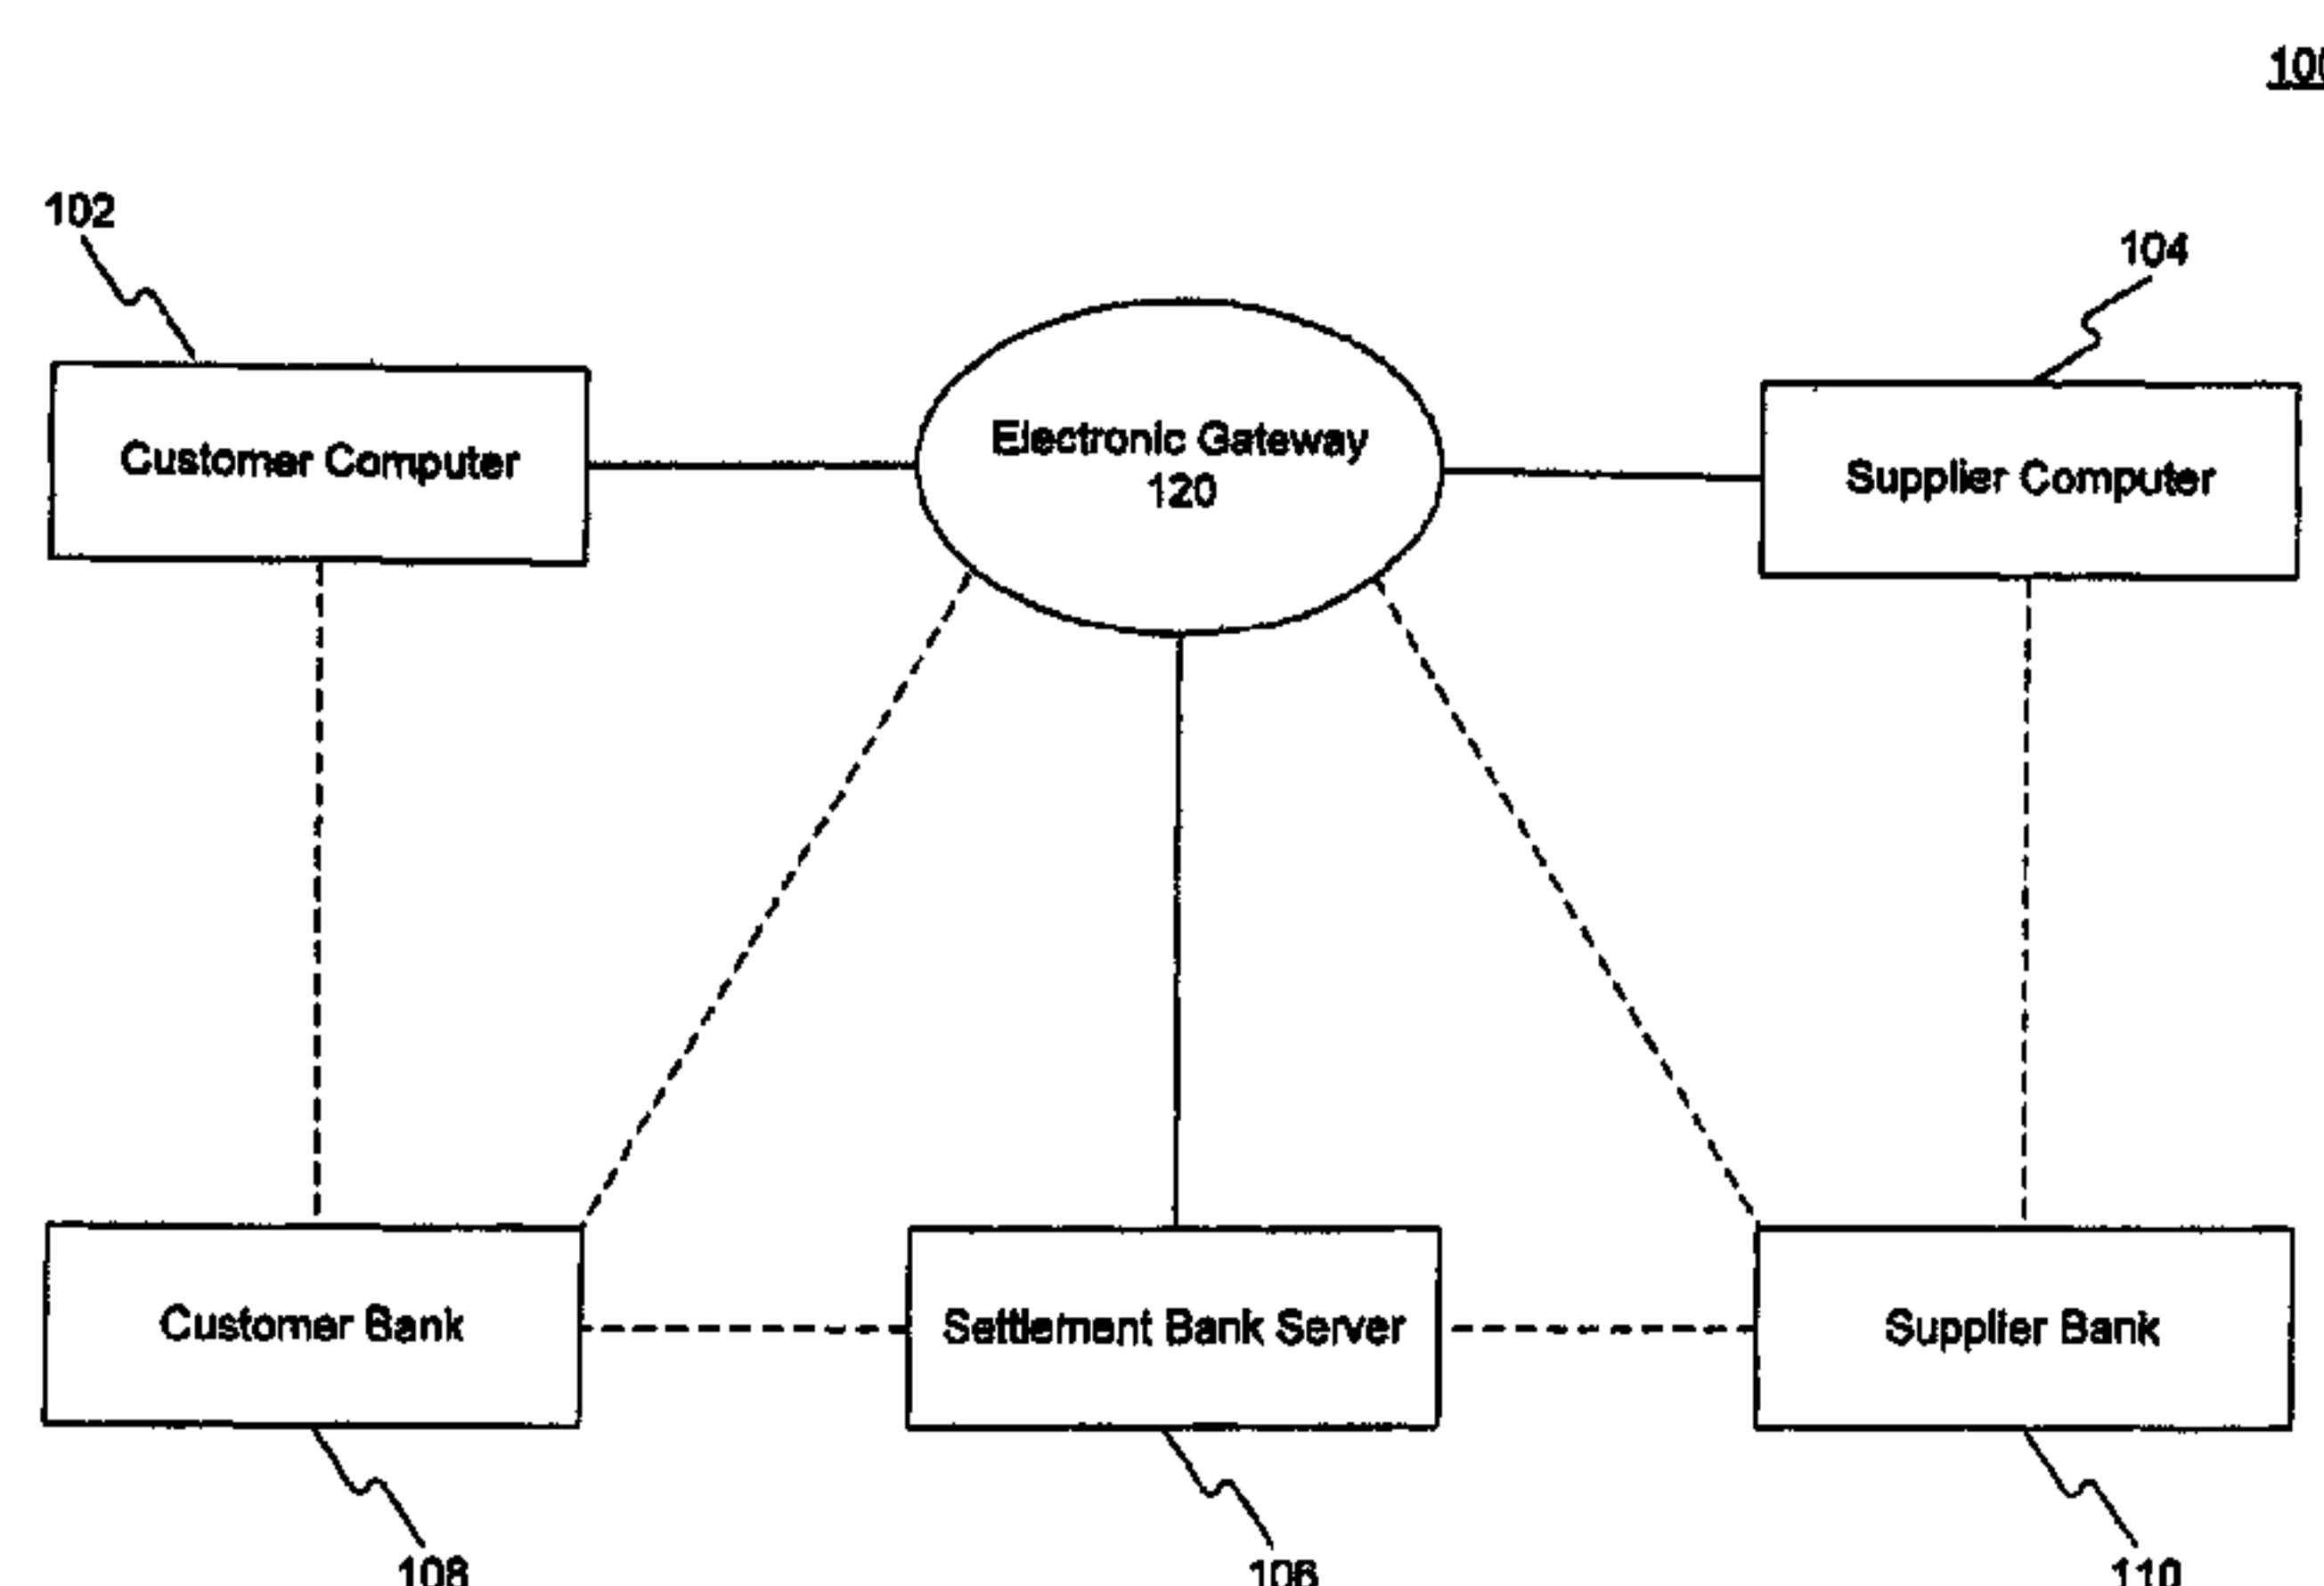 100
102
104
Customer Computer
Electronic Gateway
120
Supplier Computer
Customer Bank
Settlement Bank Server
Supplier Bank
108
106
110